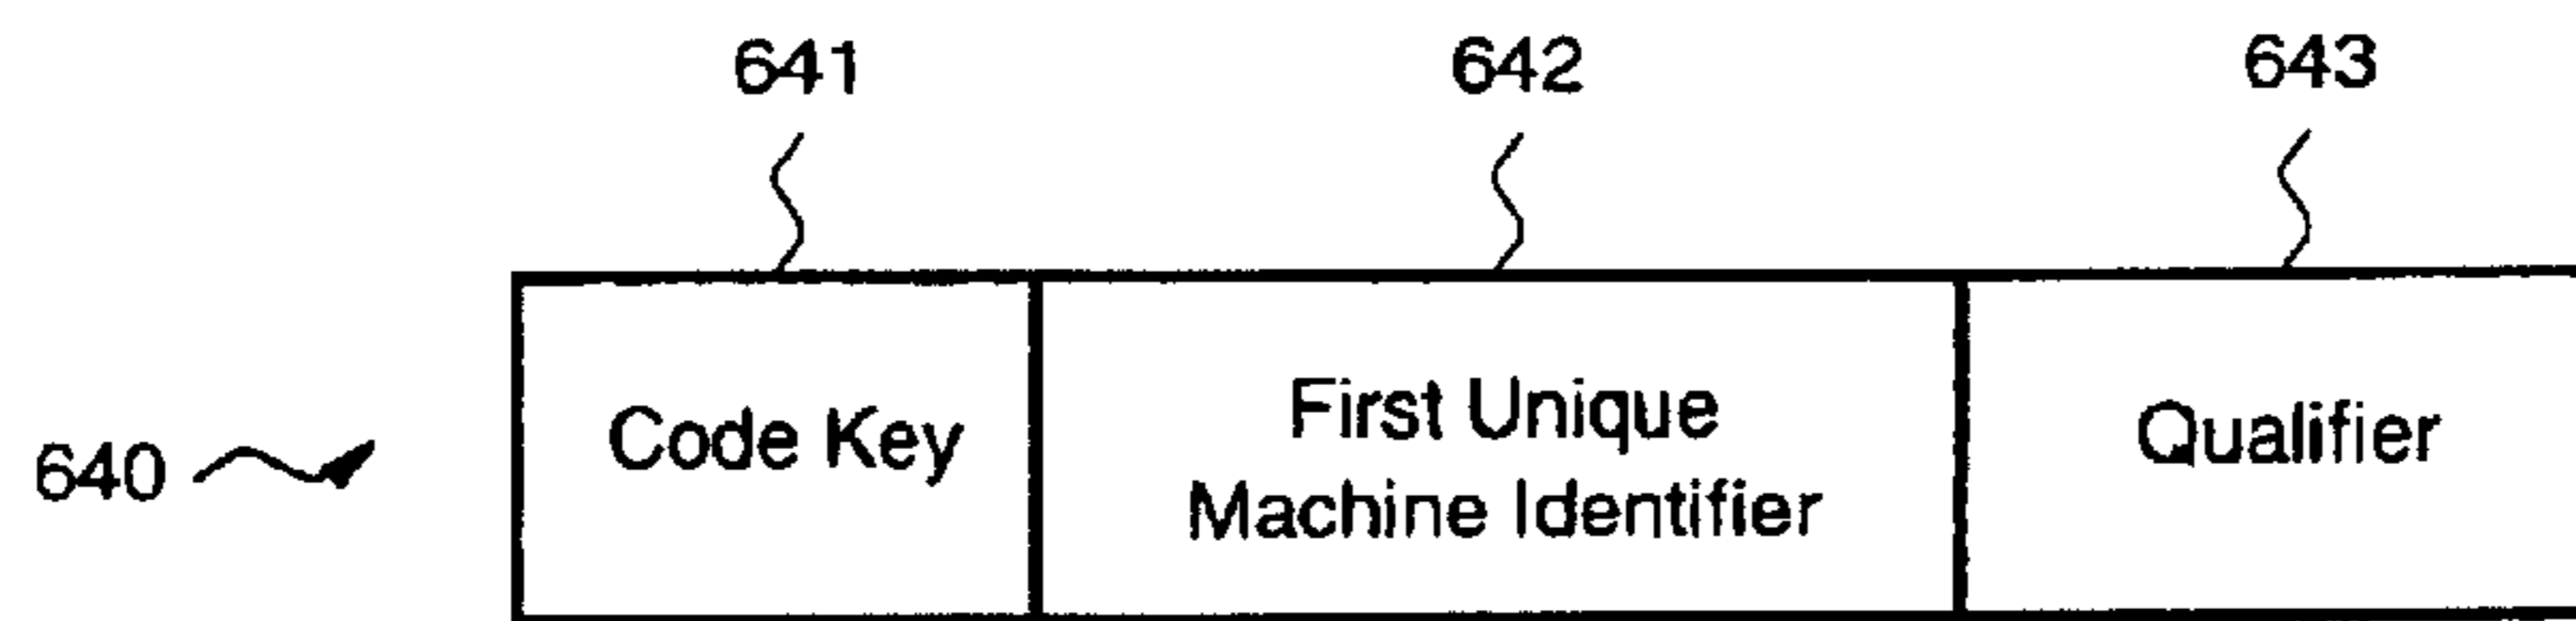 641 642 643
640
Code Key
First Unique
Machine Identifier
Qualifier